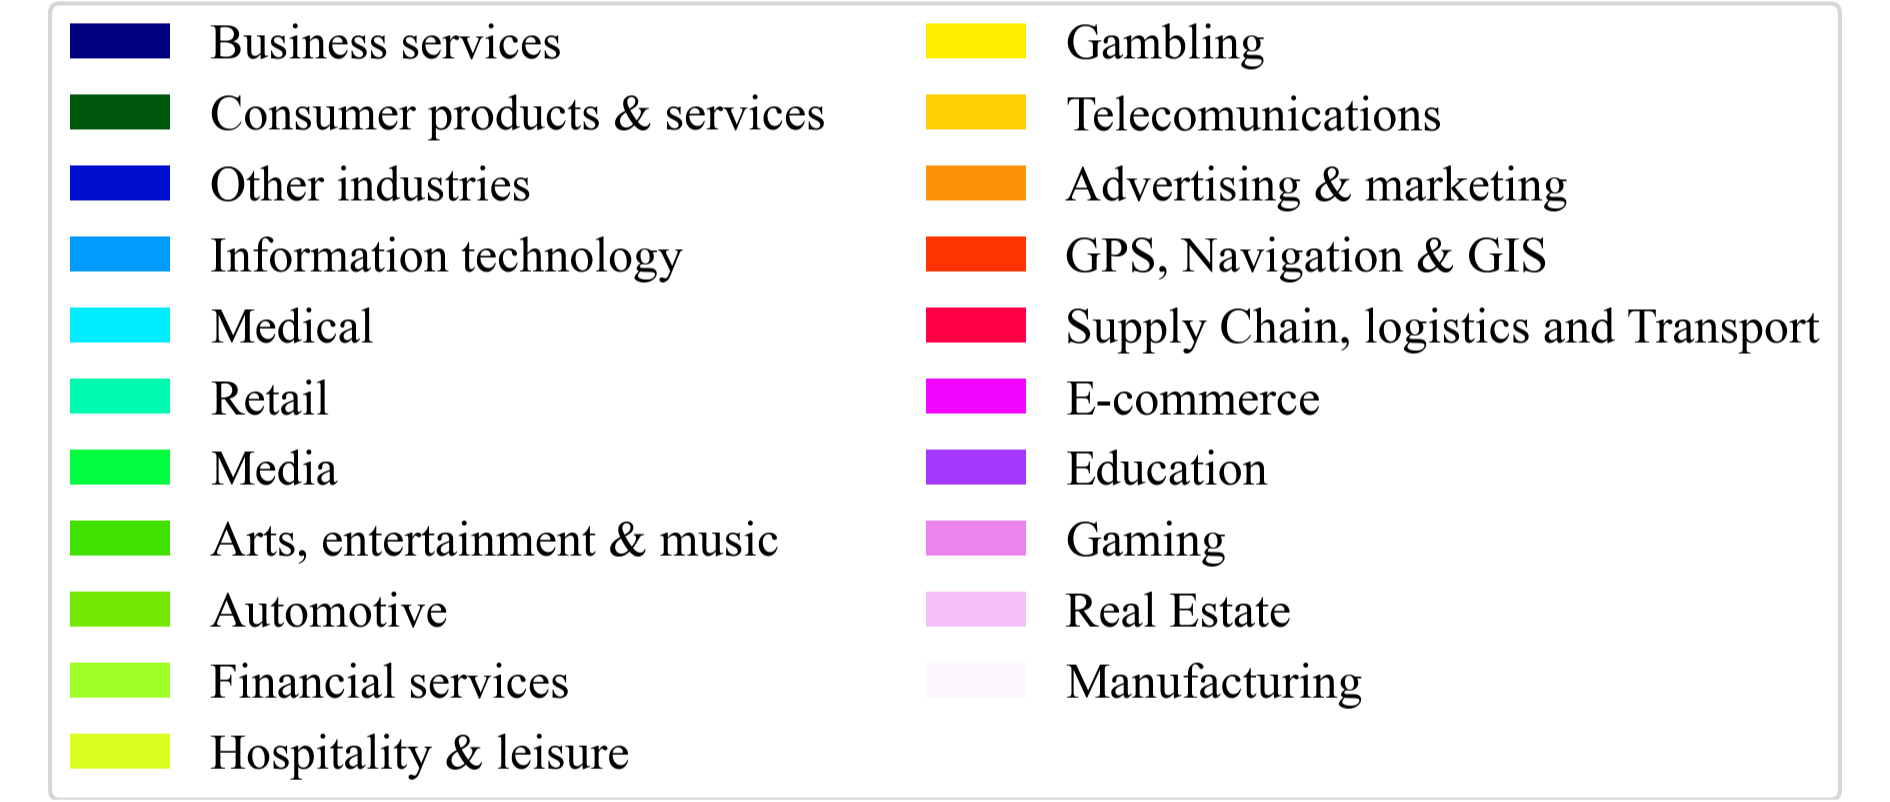 Business services
Consumer products & services
Other industries
Information technology
Medical
Retail
Media
Arts, entertainment & music
Automotive
Financial services
Hospitality & leisure
Gambling
Telecomunications
Advertising & marketing
GPS, Navigation & GIS
Supply Chain, logistics and Transport
E-commerce
Education
Gaming
Real Estate
Manufacturing